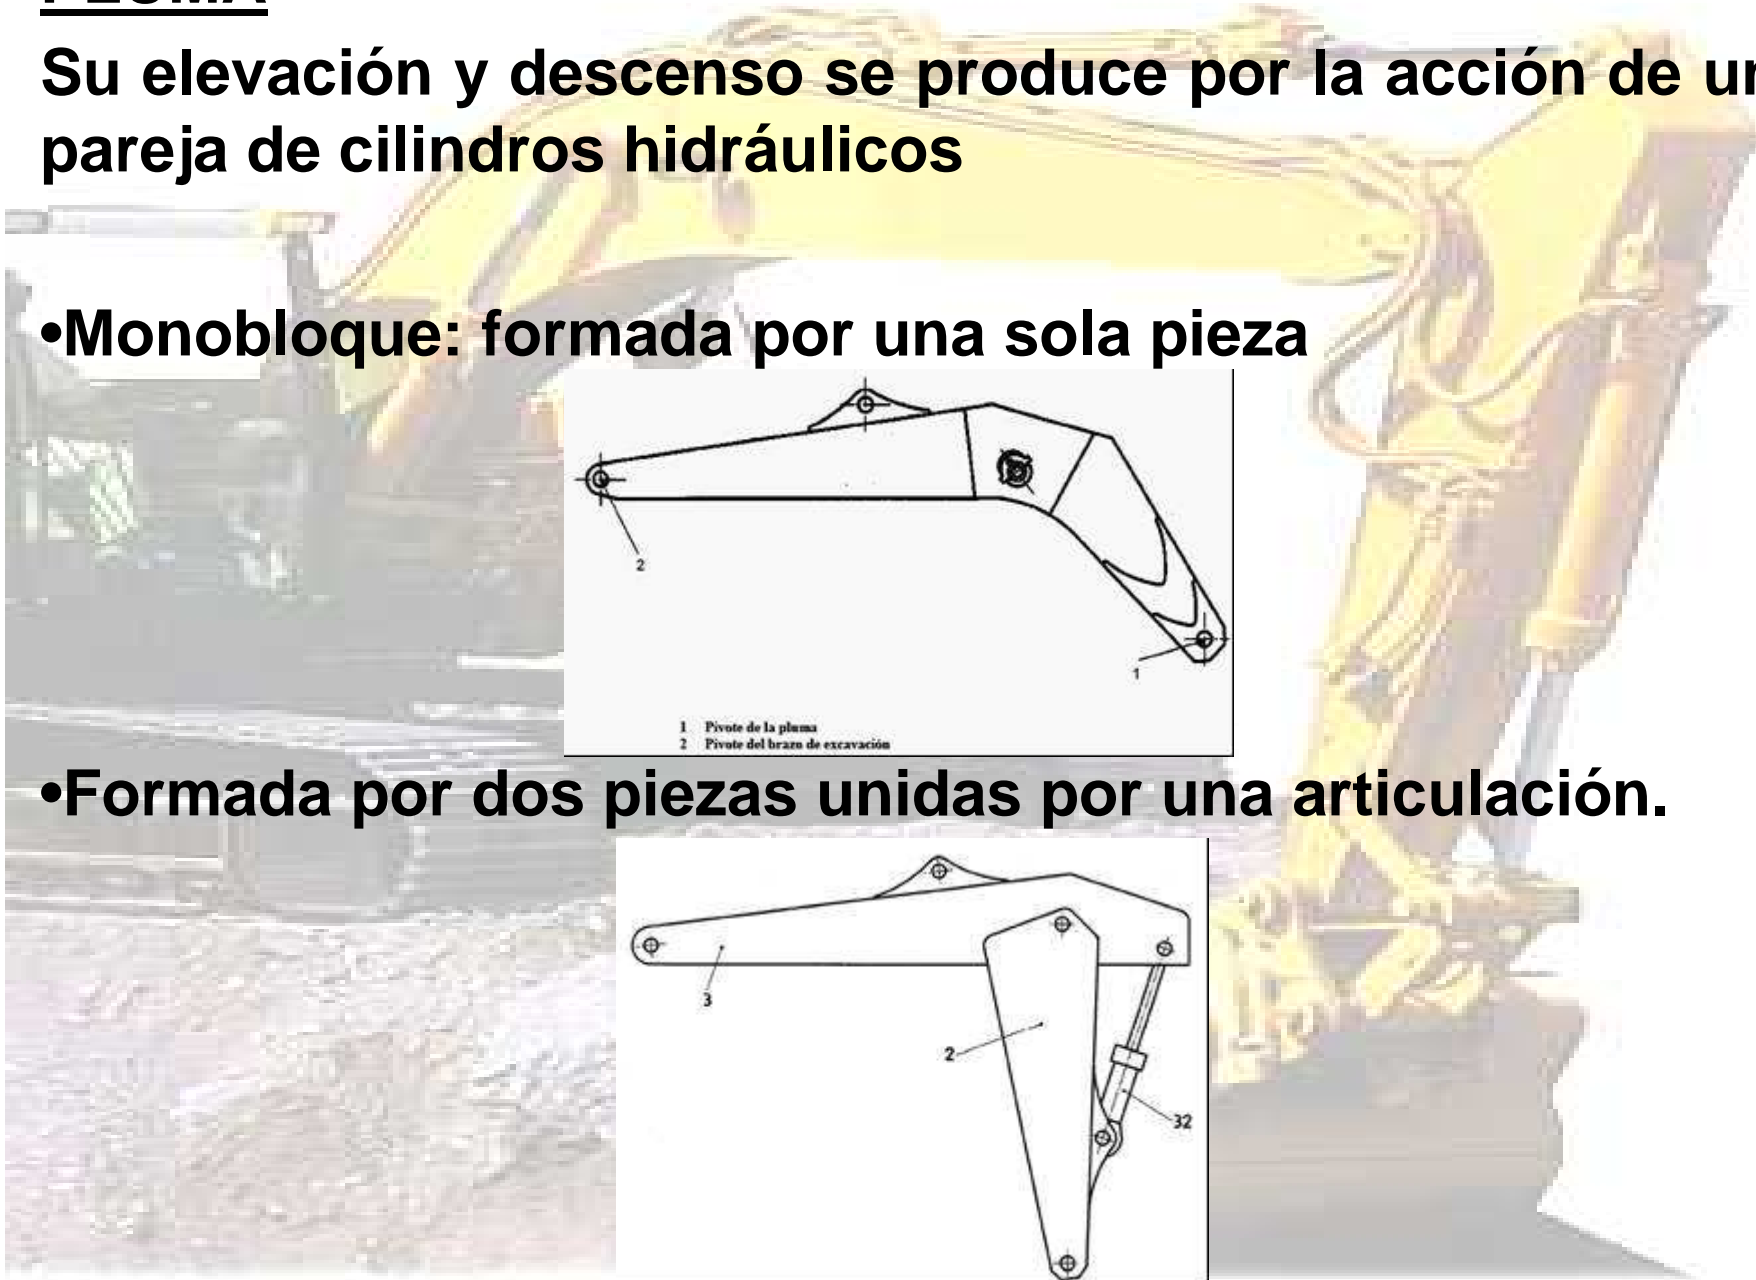 PLUMA
Su elevación y descenso se produce por la acción de
pareja de cilindros hidráulicos
•Monobloque: formada por una sola pieza
2
1
1 Pivote de la pluma
2 Pivote del brazo de excavación
•Formada por dos piezas unidas por una articulación.
3
2
32